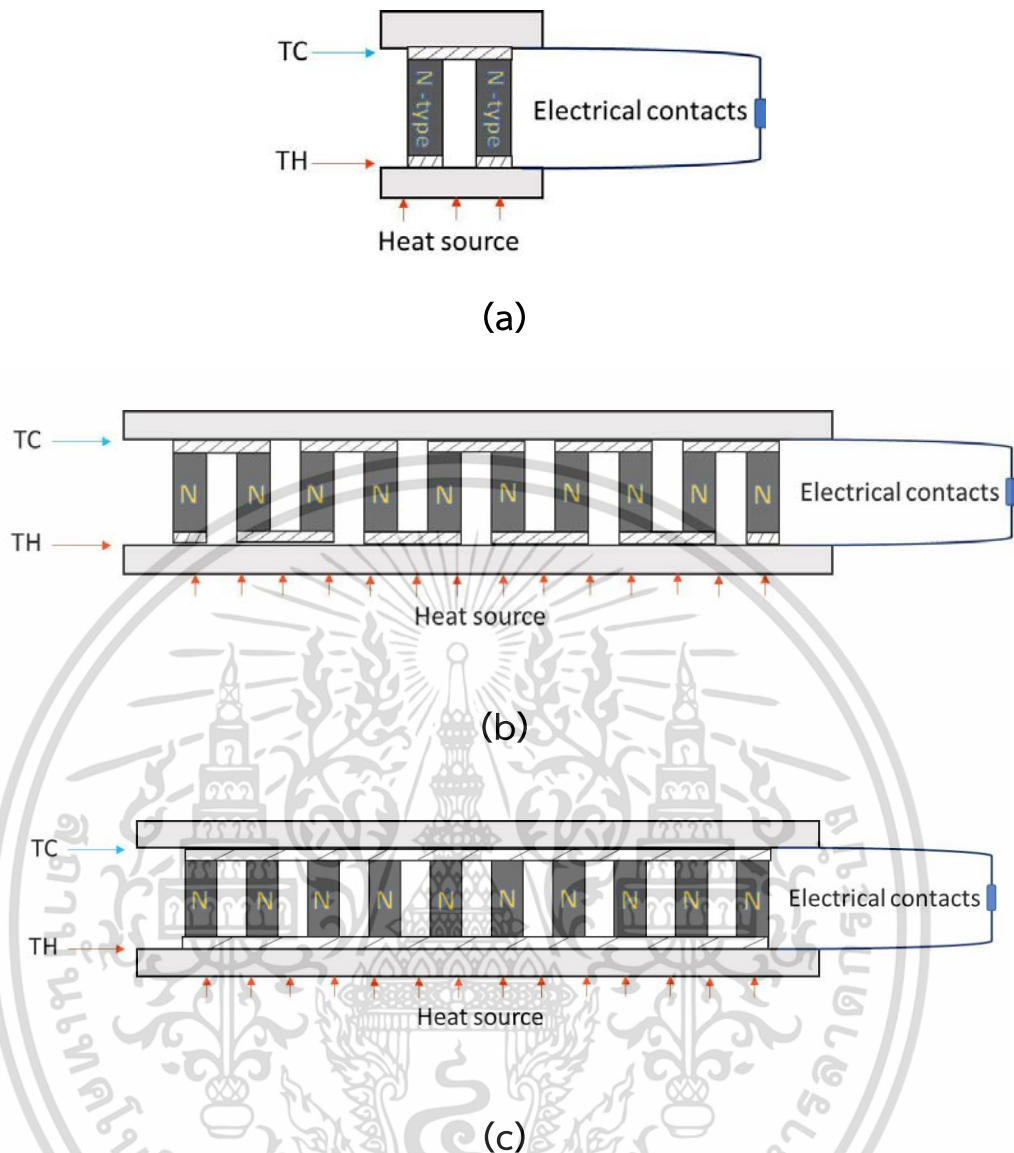 TC
N-type
N-type
Electrical contacts
TH
Heat source
(a)
TC
N N N N N N N N N N
Electrical contacts
TH
Heat source
(b)
TC
N N N N N N N N N N
Electrical contacts
TH
Heat source
(c)